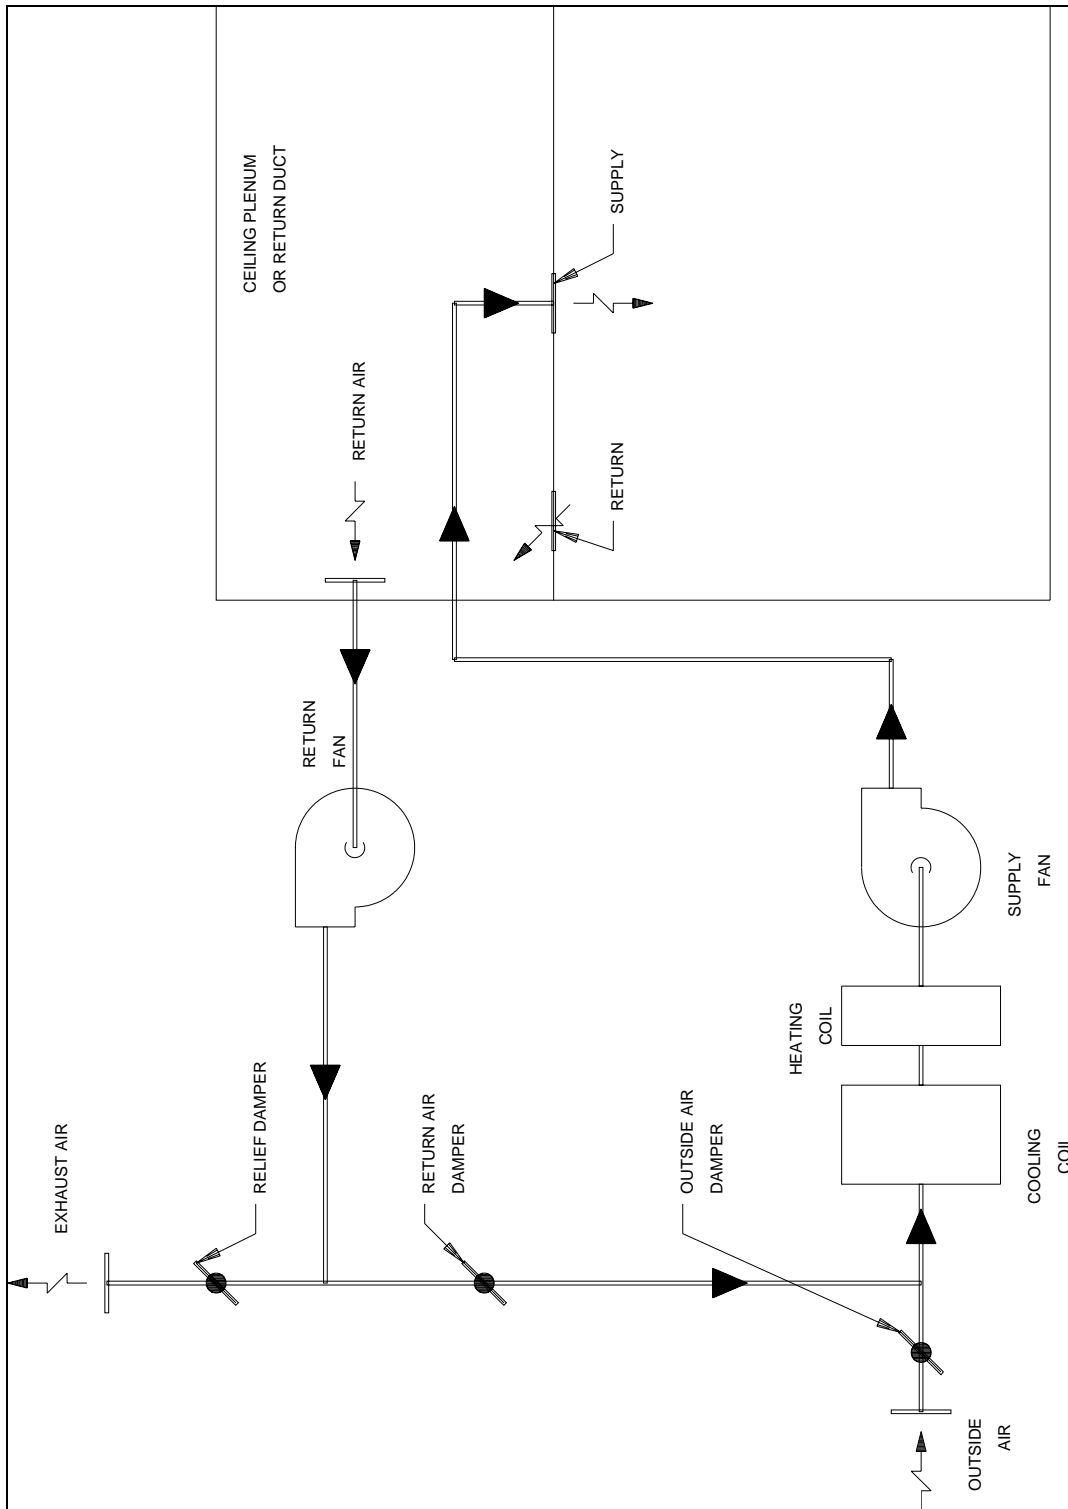 CEILING PLENUM
OR RETURN DUCT
SUPPLY
RETURN AIR
RETURN
RETURN
FAN
SUPPLY
FAN
HEATING
COIL
EXHAUST AIR
RELIEF DAMPER
RETURN AIR
DAMPER
OUTSIDE AIR
DAMPER
COOLING
COIL
OUTSIDE
AIR